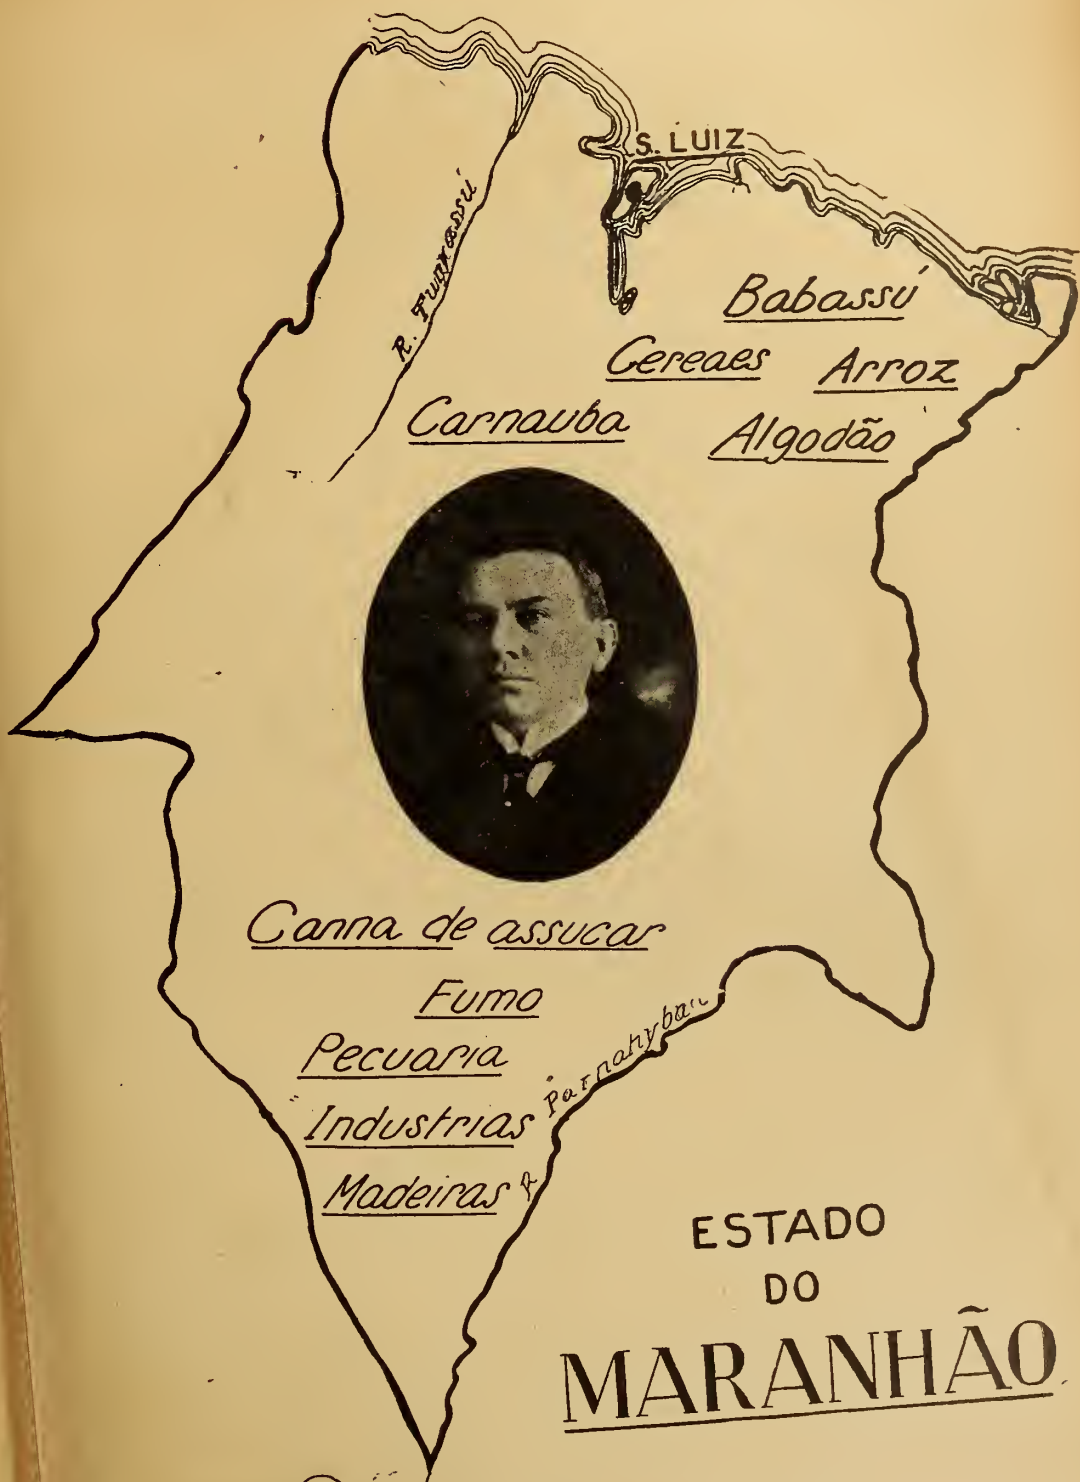 S. LUIZ
R. Turyassú
Babassú
Cereaes
Arroz
Carnauba
Algodão
Canna de assucar
Fumo
Pecuaria
Industrias
Madeiras
R Parnahyba
ESTADO
DO
MARANHÃO